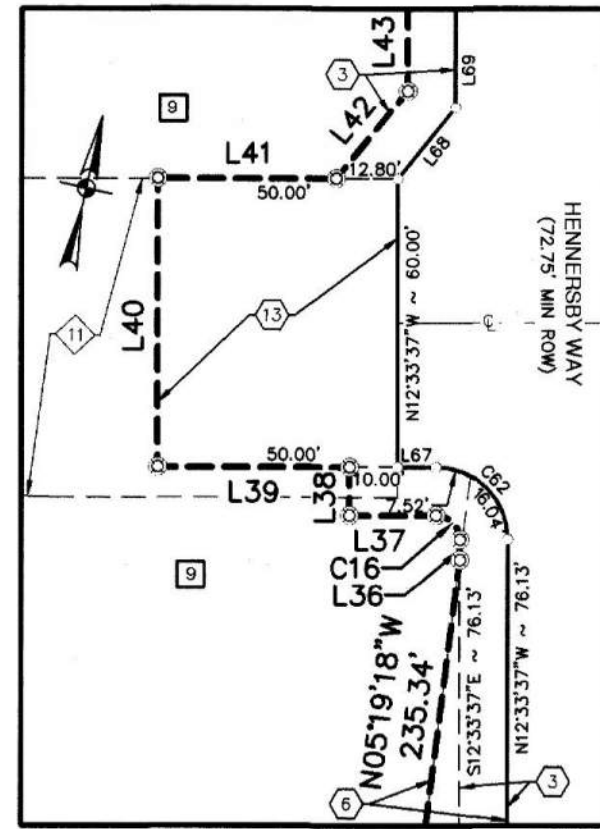 L43
3
L69
9
L42
L68
L41
12.80'
50.00'
HENNERSBY WAY
(72.75' MIN ROW)
N12°33'37"W ~ 60.00'
13
11
L40
℄
50.00'
L67
10.00'
L39
L38
C62
16.04'
7.52'
L37
C16
L36
9
N05°19'18"W
235.34'
S12°33'37"E ~ 76.13'
N12°33'37"W ~ 76.13'
3
6